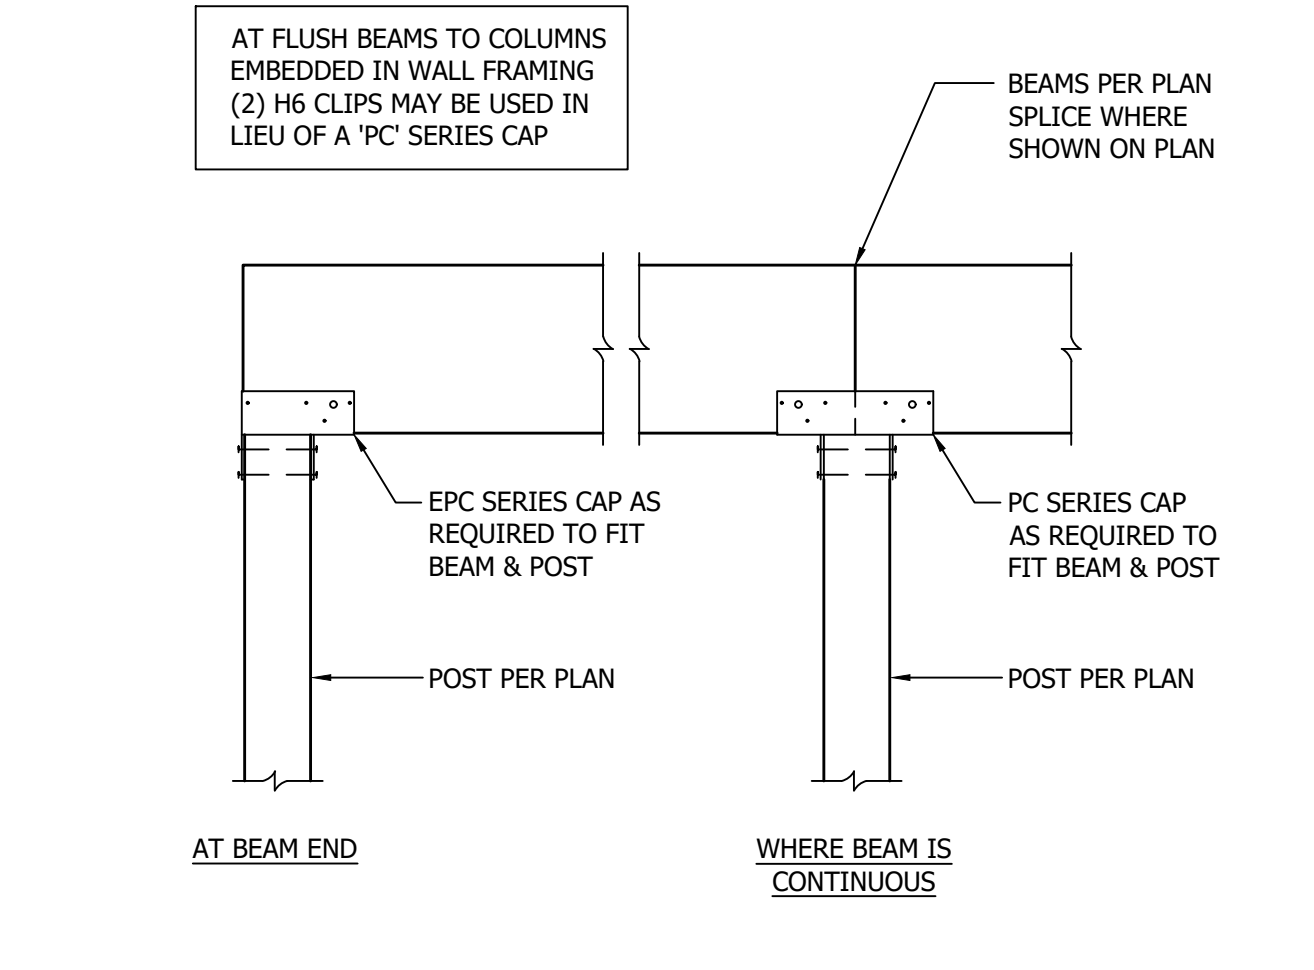 AT FLUSH BEAMS TO COLUMNS
EMBEDDED IN WALL FRAMING
(2) H6 CLIPS MAY BE USED IN
LIEU OF A 'PC' SERIES CAP
BEAMS PER PLAN
SPLICE WHERE
SHOWN ON PLAN
EPC SERIES CAP AS
REQUIRED TO FIT
BEAM & POST
PC SERIES CAP
AS REQUIRED TO
FIT BEAM & POST
POST PER PLAN
POST PER PLAN
AT BEAM END
WHERE BEAM IS
CONTINUOUS